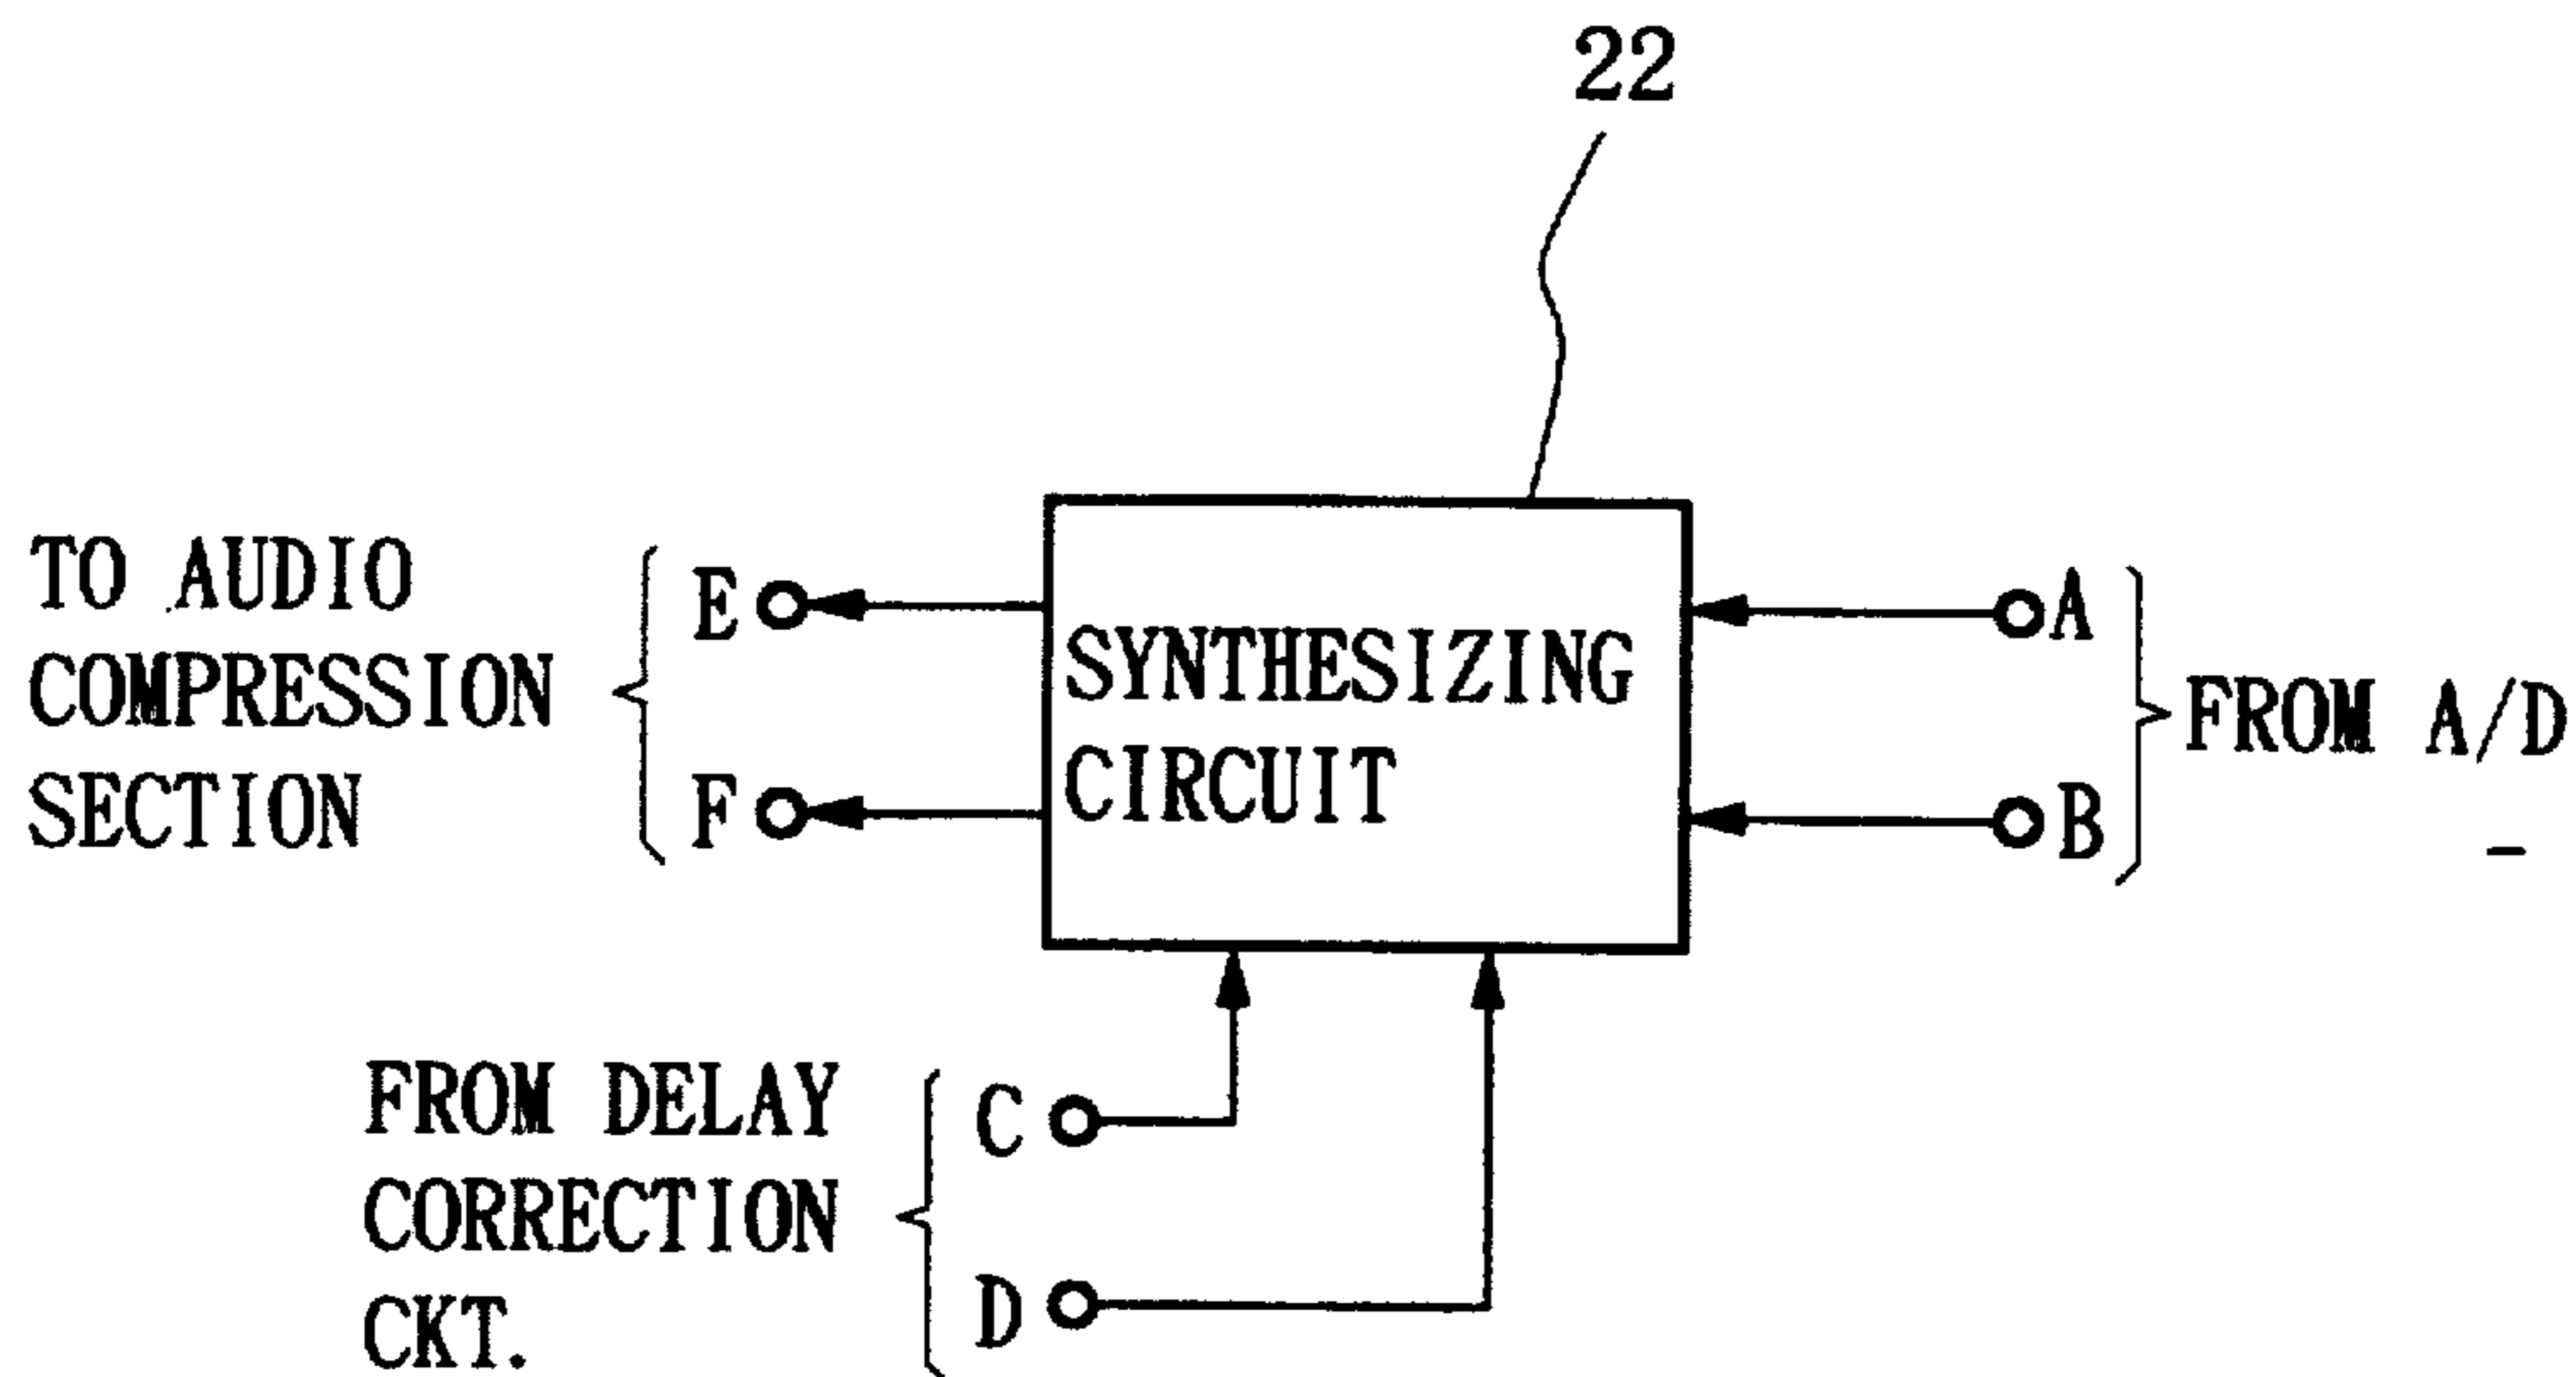 22
TO AUDIO
COMPRESSION
SECTION
E
F
SYNTHESIZING
CIRCUIT
A
B
FROM A/D
FROM DELAY
CORRECTION
CKT.
C
D